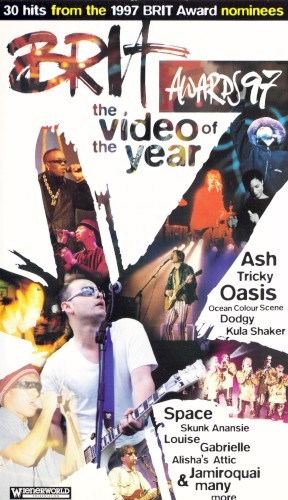 30 hits from the 1997 BRIT Award nominees
BRIT
AWARDS 97
the video of
the year
Ash
Tricky
Oasis
Ocean Colour Scene
Dodgy
Kula Shaker
Space
Skunk Anansie
Louise
Gabrielle
Alisha's Attic
Jamiroquai
& many
more
WIENERWORLD